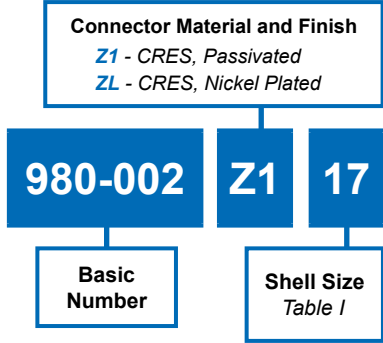 Connector Material and Finish
Z1 - CRES, Passivated
ZL - CRES, Nickel Plated
980-002 Z1 17
Basic
Number
Shell Size
Table I